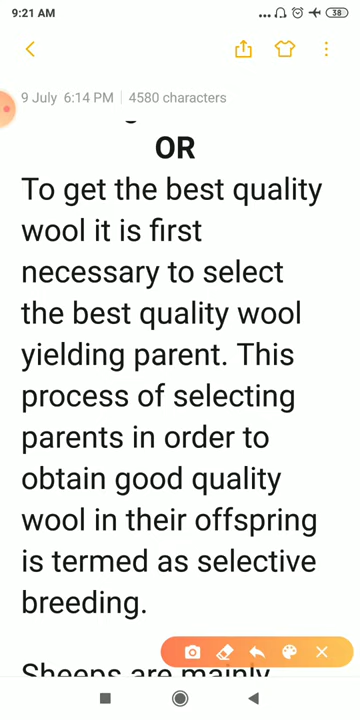 9:21 AM
38
9 July 6:14 PM | 4580 characters
OR
To get the best quality
wool it is first
necessary to select
the best quality wool
yielding parent. This
process of selecting
parents in order to
obtain good quality
wool in their offspring
is termed as selective
breeding.
Sheeps are mainly